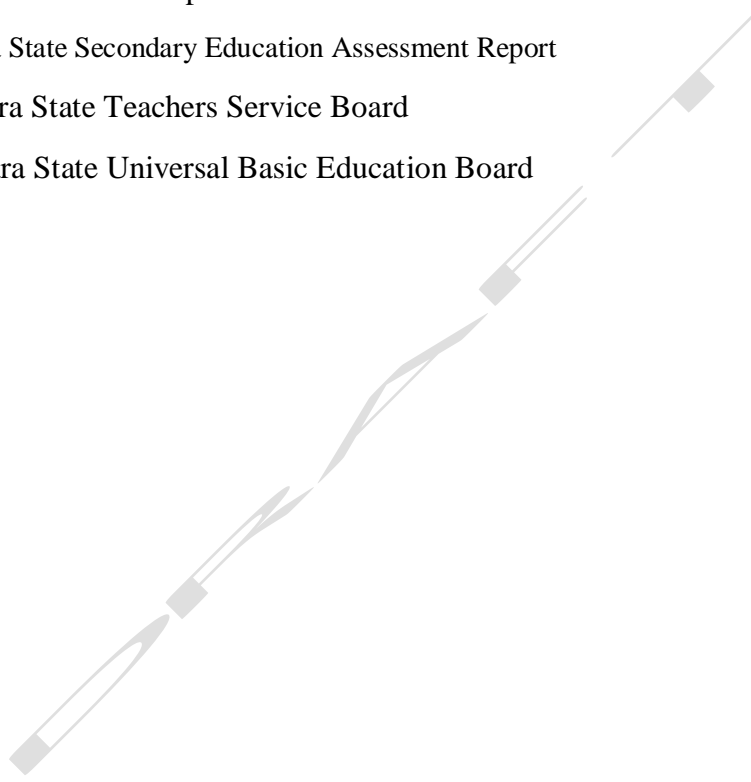 State Secondary Education Assessment Report
ra State Teachers Service Board
ra State Universal Basic Education Board